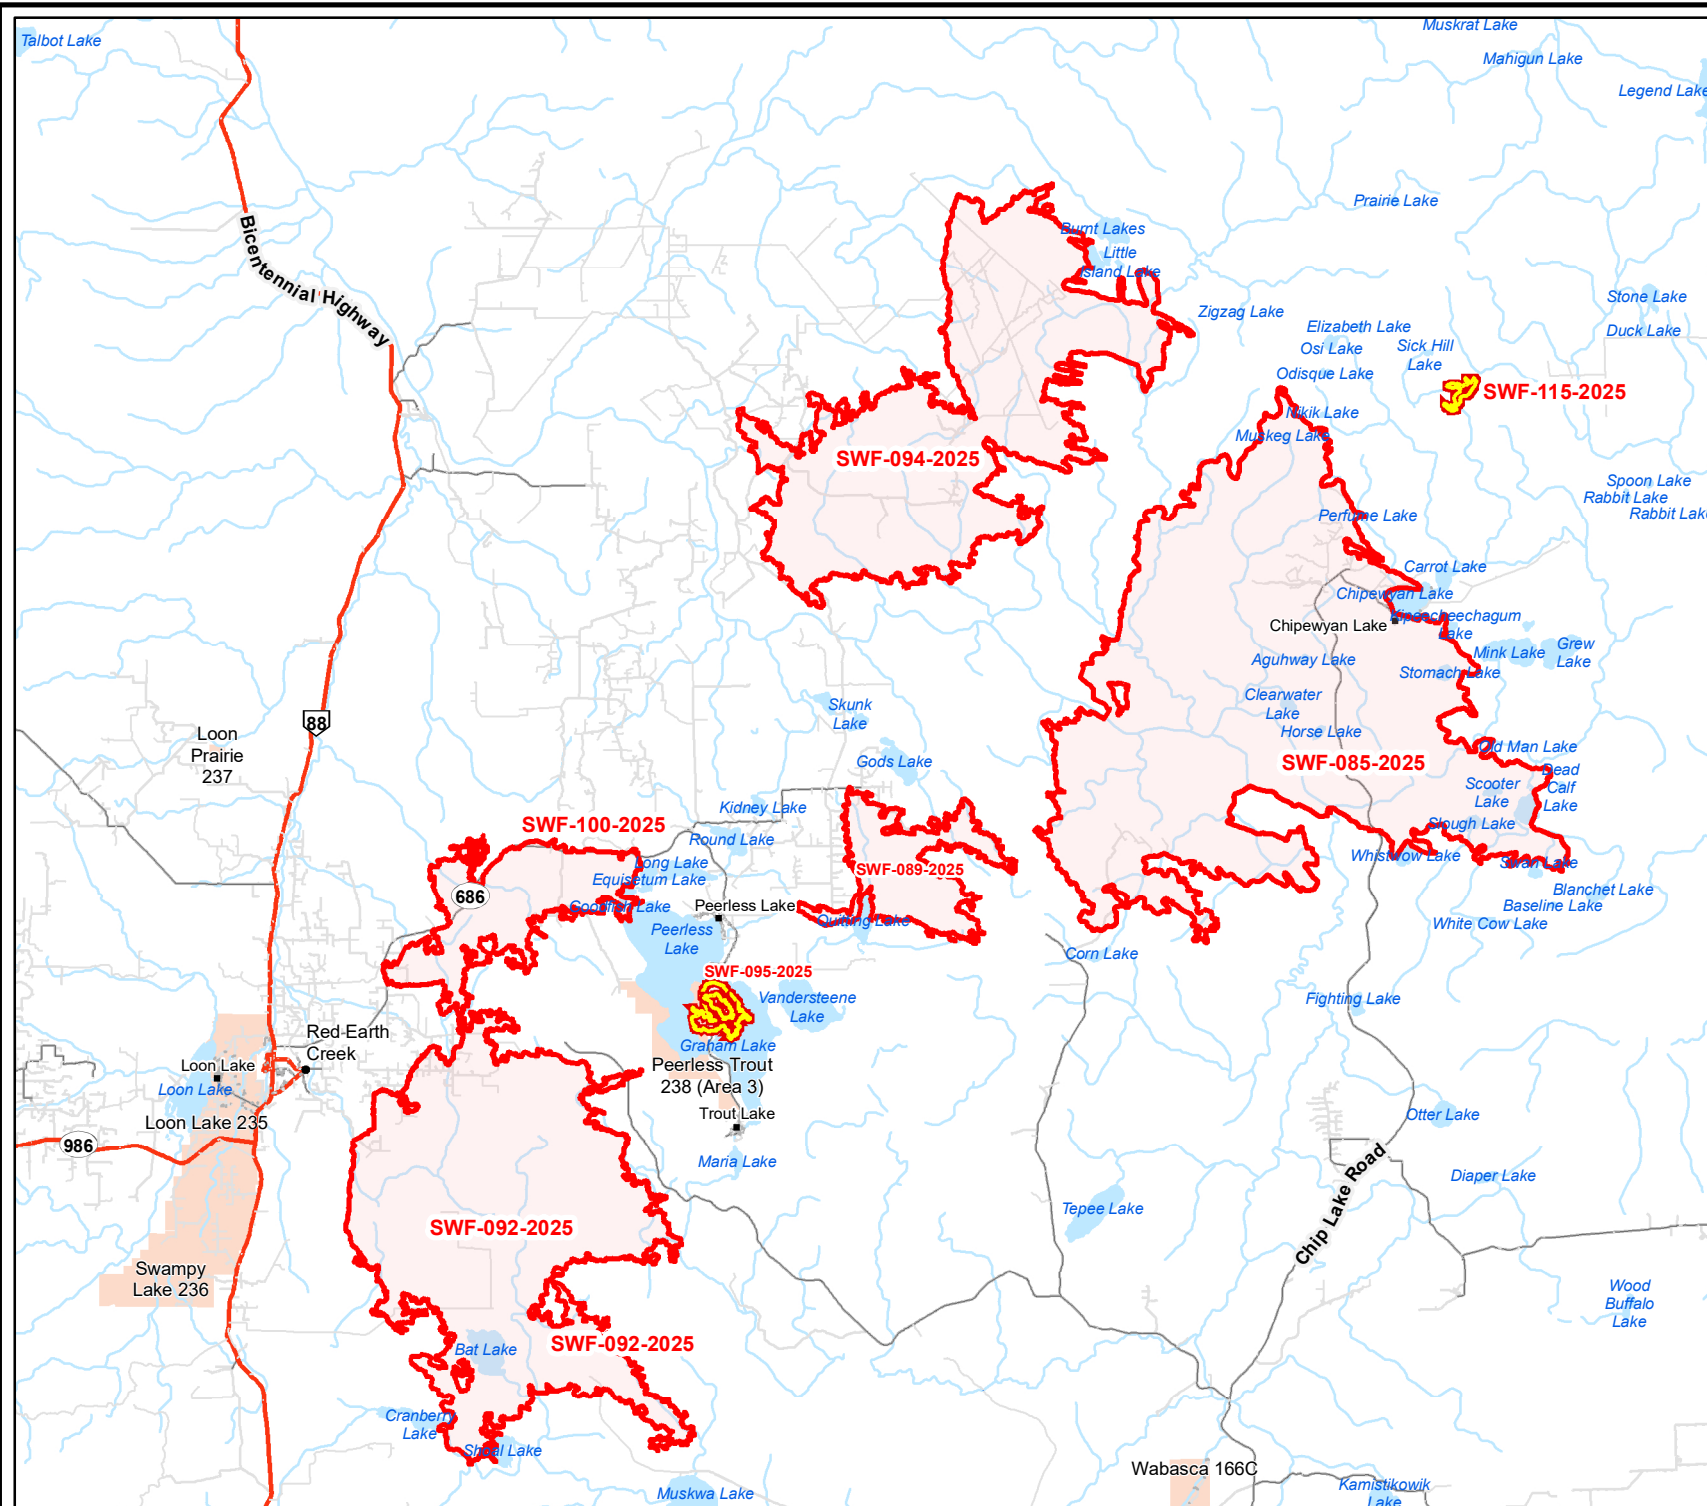 Talbot Lake
Muskrat Lake
Mahigun Lake
Legend Lake
Prairie Lake
Bicentennial Highway
Burnt Lakes
Little
Island Lake
Zigzag Lake
Stone Lake
Duck Lake
Elizabeth Lake
Osi Lake
Sick Hill
Lake
Odisque Lake
SWF-115-2025
Nikik Lake
Muskeg Lake
SWF-094-2025
Spoon Lake
Rabbit Lake
Rabbit Lake
Perfume Lake
Carrot Lake
Chipewyan Lake
Chipewyan Lake
Kipeecheechagum
Lake
Mink Lake
Grew
Lake
Aguhway Lake
Stomach Lake
Clearwater
Lake
Horse Lake
Skunk
Lake
88
Loon
Prairie
237
Gods Lake
Old Man Lake
SWF-085-2025
Dead
Calf
Lake
Scooter
Lake
Kidney Lake
SWF-100-2025
Round Lake
Slough Lake
Long Lake
Equisetum Lake
SWF-089-2025
Whistwow Lake
Swan Lake
686
Goodfish Lake
Peerless Lake
Quitting Lake
Blanchet Lake
Baseline Lake
White Cow Lake
Peerless
Lake
Corn Lake
SWF-095-2025
Vandersteene
Lake
Fighting Lake
Red Earth
Creek
Graham Lake
Loon Lake
Loon Lake
Peerless Trout
238 (Area 3)
Loon Lake 235
Trout Lake
Otter Lake
986
Maria Lake
Chip Lake Road
Diaper Lake
Tepee Lake
SWF-092-2025
Swampy
Lake 236
Wood
Buffalo
Lake
SWF-092-2025
Bat Lake
Cranberry
Lake
Shoal Lake
Wabasca 166C
Muskwa Lake
Kamistikowik
Lake